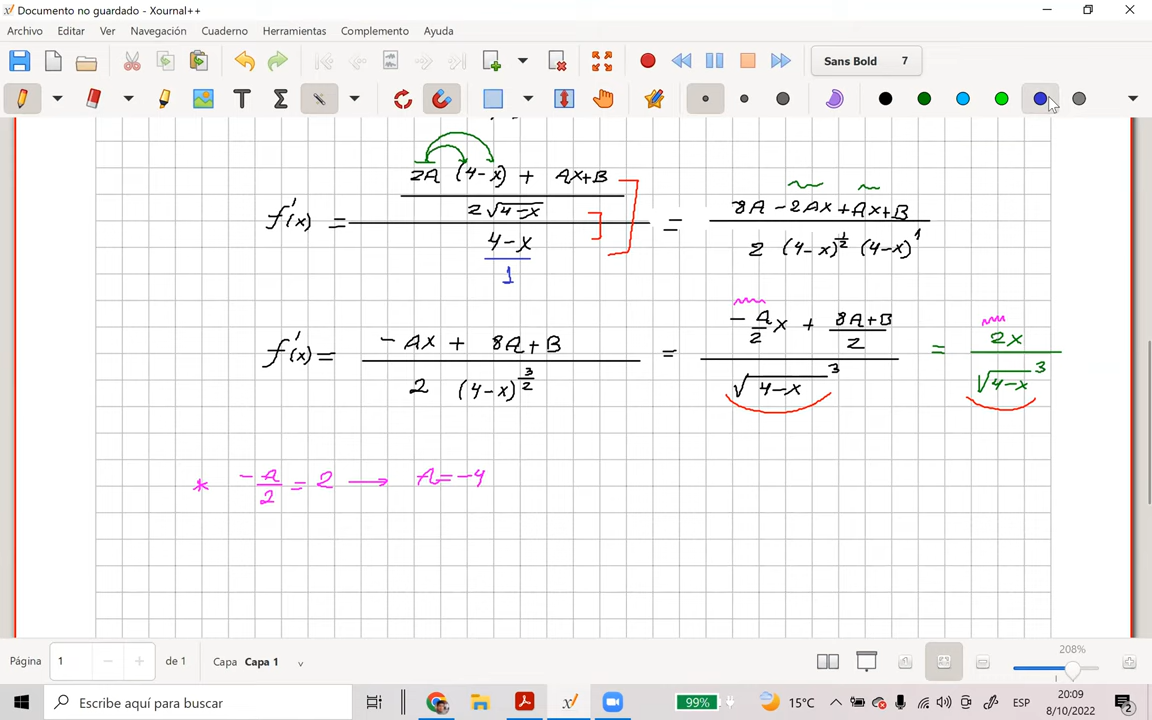 Documento no guardado - Xournal++
Archivo Editar Ver Navegación Cuaderno Herramientas Complemento Ayuda
Sans Bold 7
f'(x) = (2A (4-x) + Ax+B / 2√(4-x)) / ((4-x) / 1) = (8A - 2Ax + Ax + B) / (2 (4-x)^(1/2) (4-x)^1)
f'(x) = (-Ax + 8A+B) / (2 (4-x)^(3/2)) = (-A/2 x + (8A+B)/2) / √(4-x)^3 = 2x / √(4-x)^3
* -A/2 = 2 → A=-4
Página 1 de 1 Capa Capa 1 208%
Escribe aquí para buscar 99% 15°C ESP 20:09
8/10/2022 2